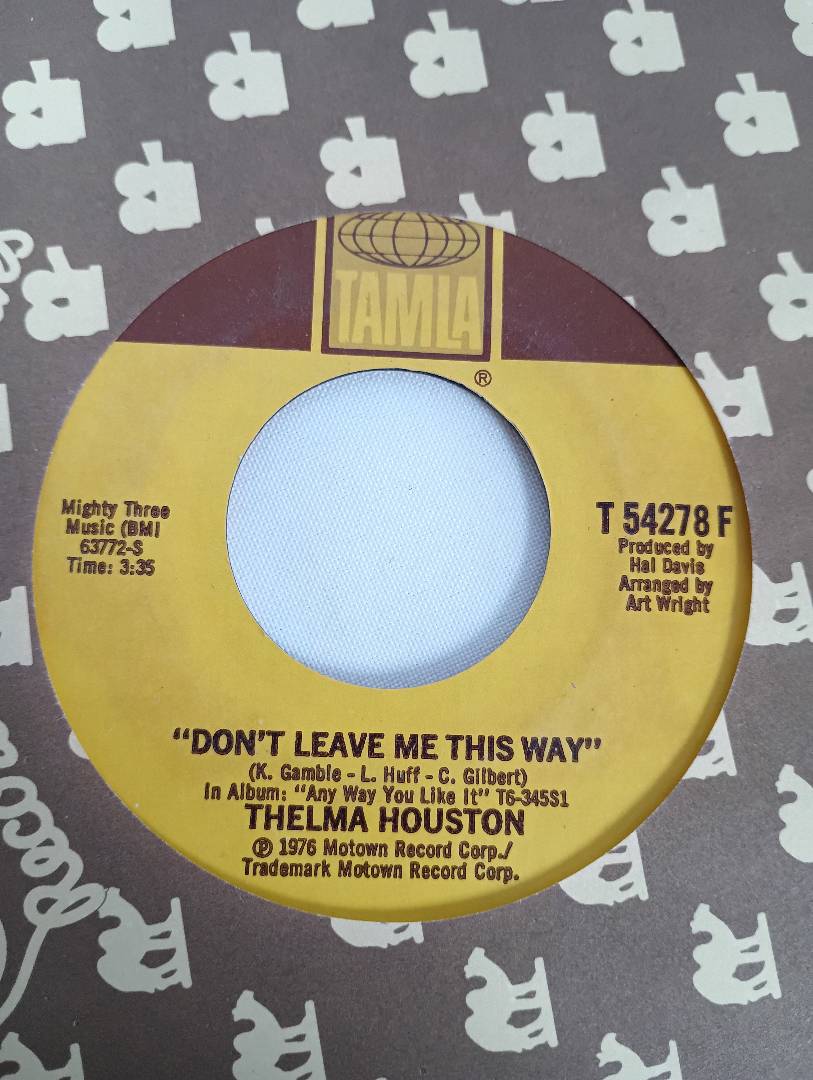 TAMLA
®
Mighty Three
Music (BMI
63772-S
Time: 3:35
T 54278 F
Produced by
Hal Davis
Arranged by
Art Wright
"DON'T LEAVE ME THIS WAY"
(K. Gamble - L. Huff - C. Gilbert)
In Album: "Any Way You Like It" T6-345S1
THELMA HOUSTON
℗ 1976 Motown Record Corp./
Trademark Motown Record Corp.